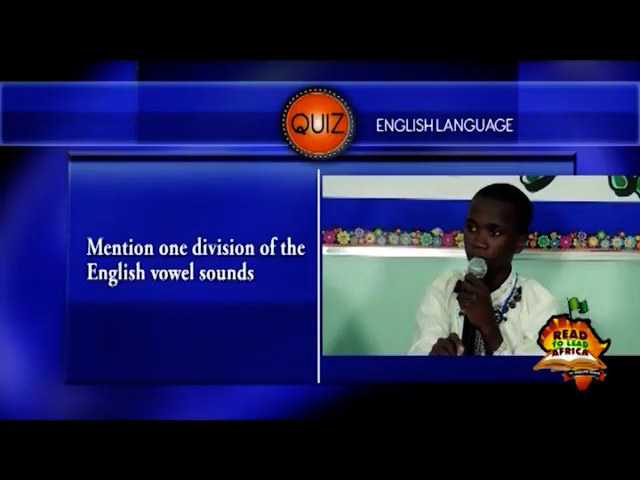 QUIZ
ENGLISH LANGUAGE
Mention one division of the
English vowel sounds
READ
TO LEAD
AFRICA